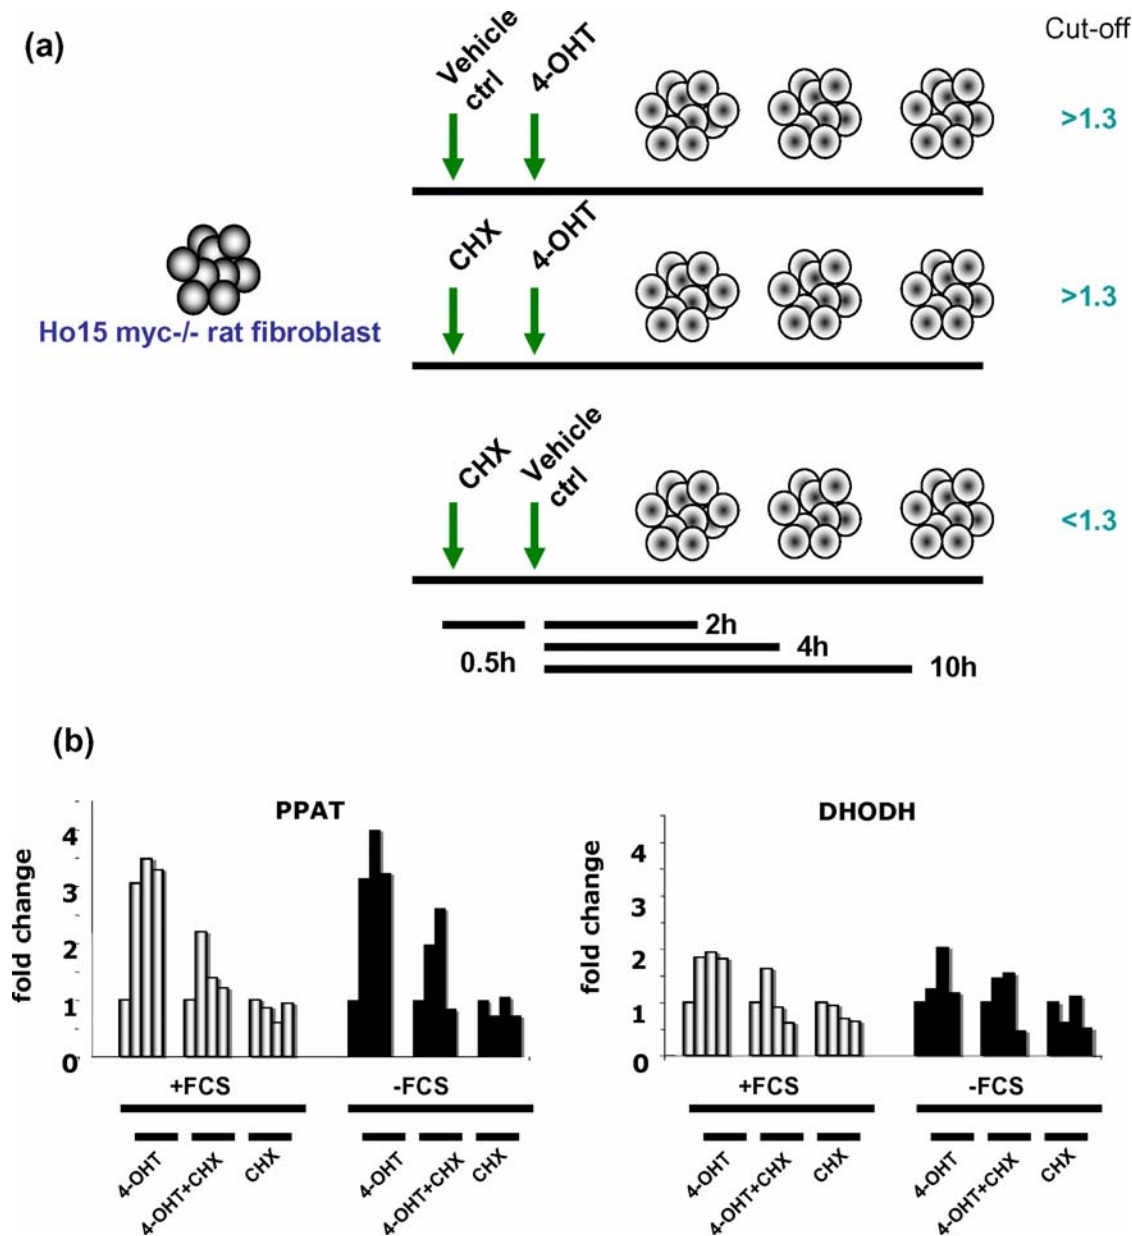 (a)
Cut-off
Vehicle
ctrl
4-OHT
>1.3
CHX
4-OHT
>1.3
Ho15 myc-/- rat fibroblast
CHX
Vehicle
ctrl
<1.3
0.5h
2h
4h
10h
(b)
PPAT
fold change
4
3
2
1
0
+FCS
-FCS
4-OHT
4-OHT+CHX
CHX
4-OHT
4-OHT+CHX
CHX
DHODH
fold change
4
3
2
1
0
+FCS
-FCS
4-OHT
4-OHT+CHX
CHX
4-OHT
4-OHT+CHX
CHX